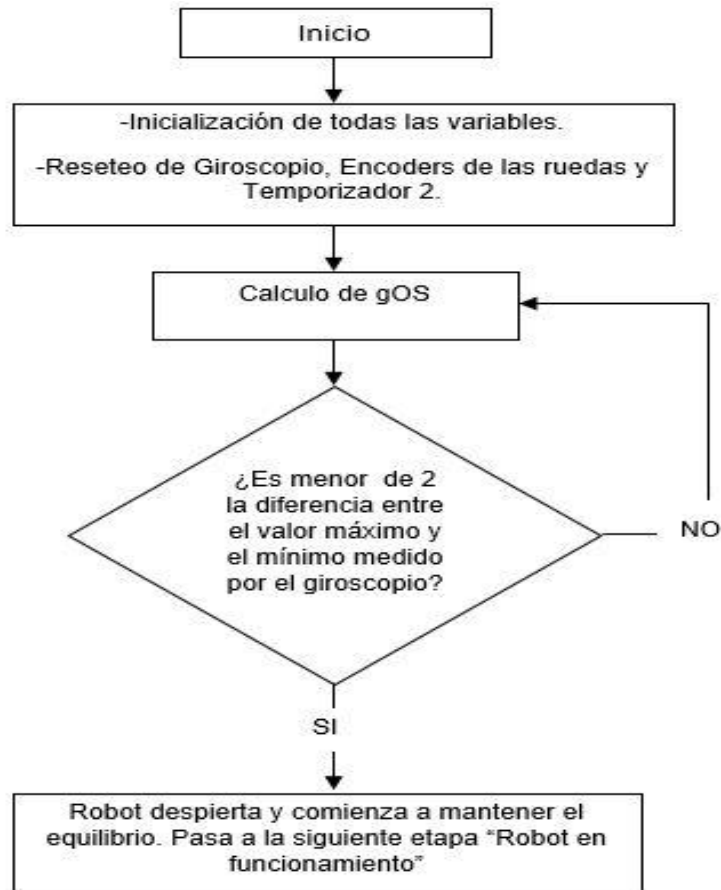 Inicio
-Inicialización de todas las variables.
-Reseteo de Giroscopio, Encoders de las ruedas y
Temporizador 2.
Calculo de gOS
¿Es menor de 2
la diferencia entre
el valor máximo y
el mínimo medido
por el giroscopio?
NO
SI
Robot despierta y comienza a mantener el
equilibrio. Pasa a la siguiente etapa “Robot en
funcionamiento”